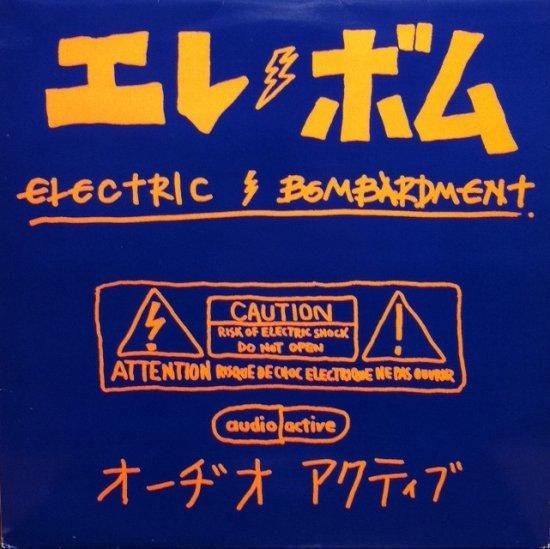 エレボム
ELECTRIC BOMBARDMENT
CAUTION
RISK OF ELECTRIC SHOCK
DO NOT OPEN
ATTENTION RISQUE DE CHOC ELECTRIQUE NE PAS OUVRIR
audio active
オーヂオ アクティブ